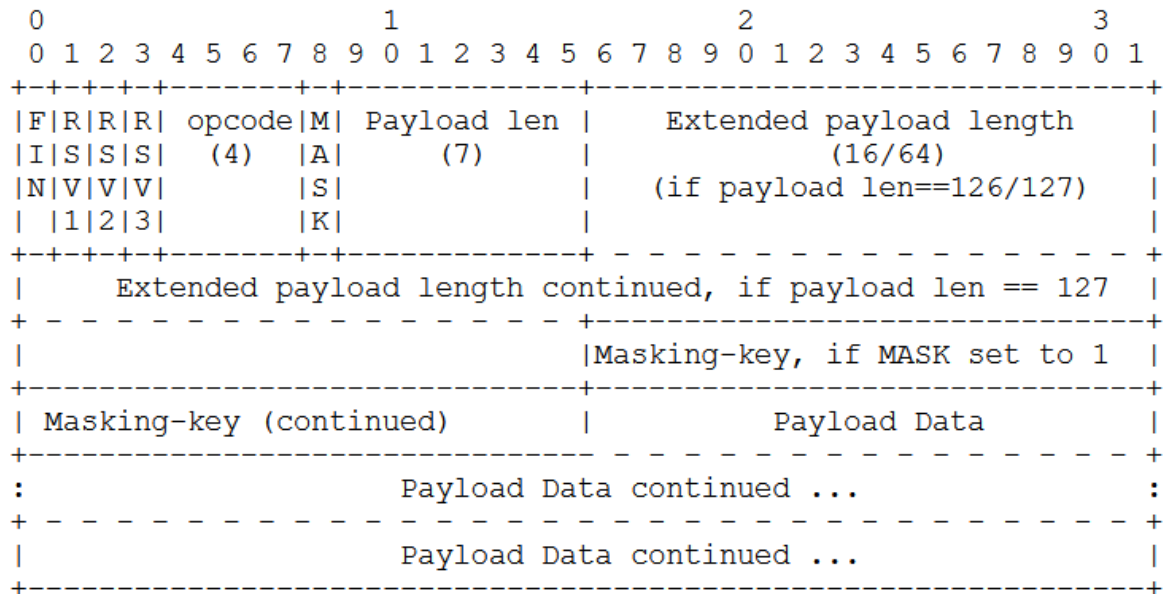 0                   1                   2                   3
 0 1 2 3 4 5 6 7 8 9 0 1 2 3 4 5 6 7 8 9 0 1 2 3 4 5 6 7 8 9 0 1
+-+-+-+-+-------+-+-------------+-------------------------------+
|F|R|R|R| opcode|M| Payload len |    Extended payload length    |
|I|S|S|S|  (4)  |A|     (7)     |             (16/64)           |
|N|V|V|V|       |S|             |   (if payload len==126/127)   |
| |1|2|3|       |K|             |                               |
+-+-+-+-+-------+-+-------------+ - - - - - - - - - - - - - - - +
|     Extended payload length continued, if payload len == 127  |
+ - - - - - - - - - - - - - - - +-------------------------------+
|                               |Masking-key, if MASK set to 1  |
+-------------------------------+-------------------------------+
| Masking-key (continued)       |          Payload Data         |
+-------------------------------- - - - - - - - - - - - - - - - +
:                     Payload Data continued ...                :
+ - - - - - - - - - - - - - - - - - - - - - - - - - - - - - - - +
|                     Payload Data continued ...                |
+---------------------------------------------------------------+